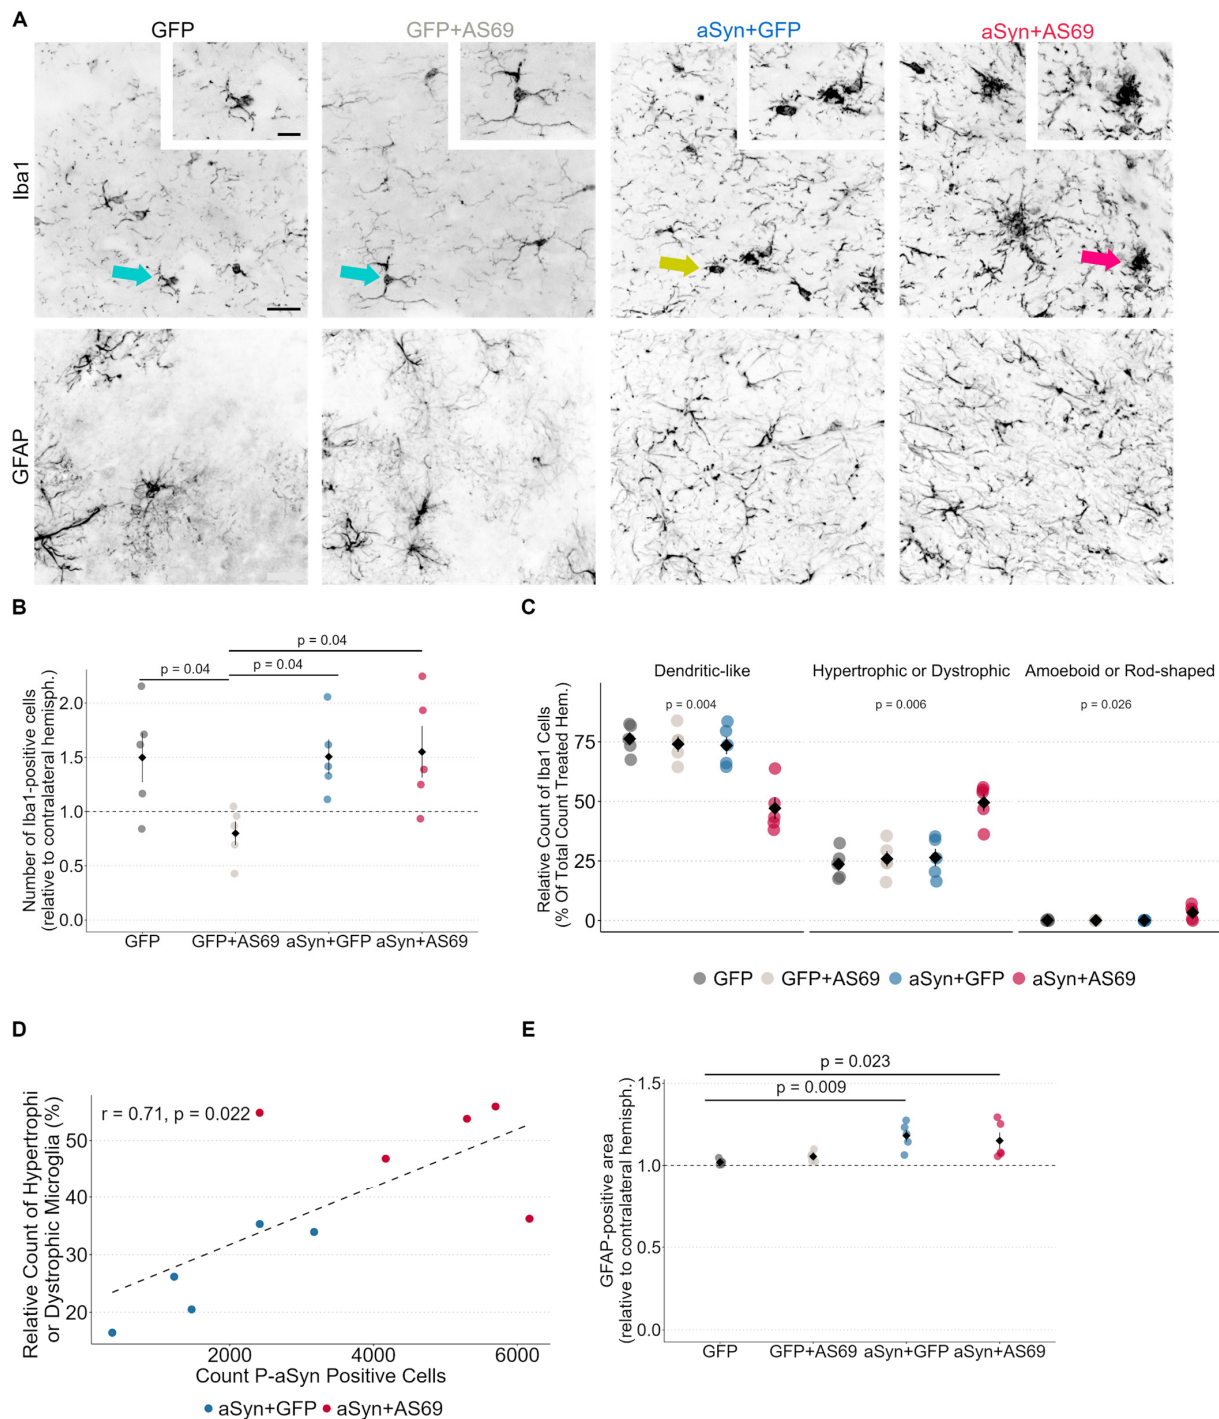 A
GFP
GFP+AS69
aSyn+GFP
aSyn+AS69
Iba1
GFAP
B
Number of Iba1-positive cells
(relative to contralateral hemisph.)
2.0
1.5
1.0
0.5
0.0
p = 0.04
p = 0.04
p = 0.04
GFP
GFP+AS69
aSyn+GFP
aSyn+AS69
C
Relative Count of Iba1 Cells
(% Of Total Count Treated Hem.)
75
50
25
0
Dendritic-like
Hypertrophic or Dystrophic
Amoeboid or Rod-shaped
p = 0.004
p = 0.006
p = 0.026
GFP
GFP+AS69
aSyn+GFP
aSyn+AS69
D
Relative Count of Hypertrophi
or Dystrophic Microglia (%)
r = 0.71, p = 0.022
50
40
30
20
2000
4000
6000
Count P-aSyn Positive Cells
aSyn+GFP
aSyn+AS69
E
GFAP-positive area
(relative to contralateral hemisph.)
1.5
1.0
0.5
0.0
p = 0.023
p = 0.009
GFP
GFP+AS69
aSyn+GFP
aSyn+AS69